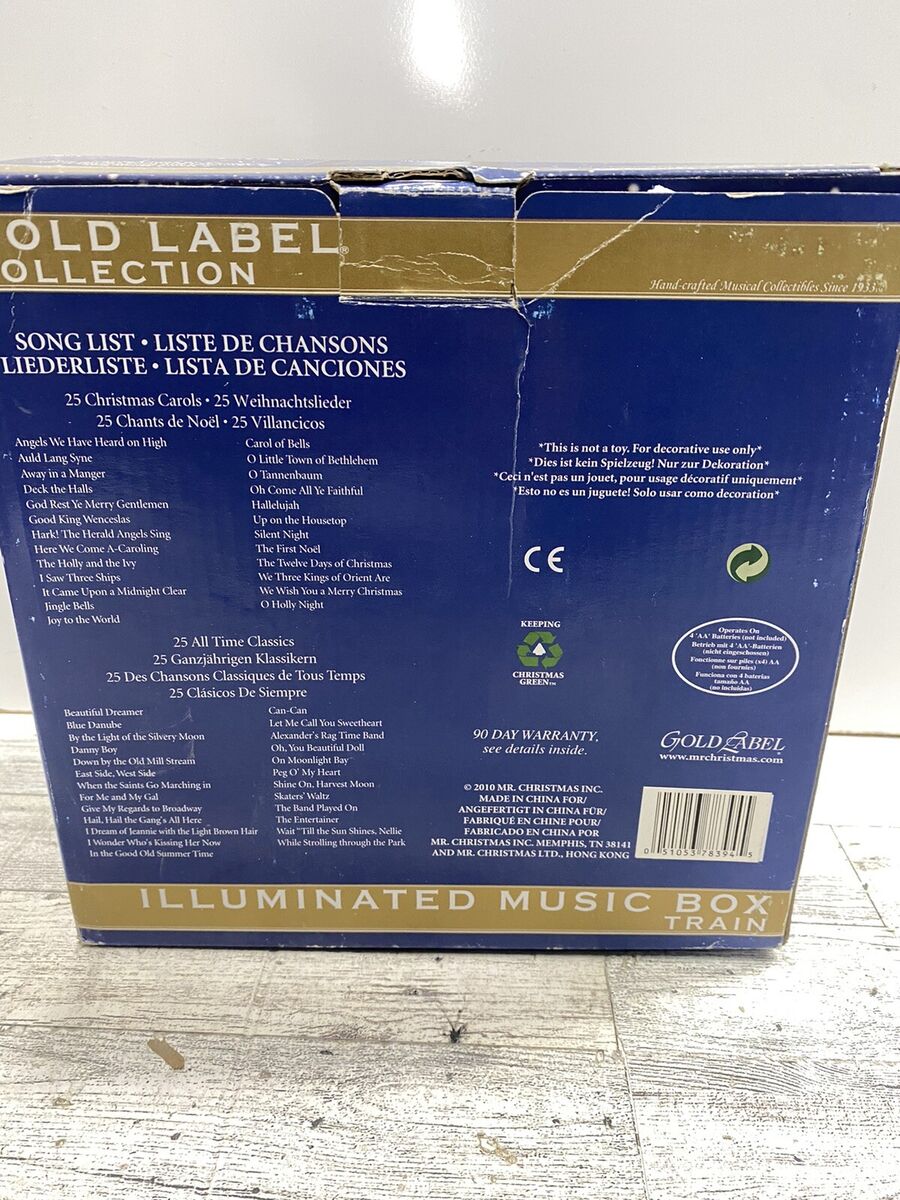 OLD LABEL®
OLLECTION
Hand-crafted Musical Collectibles Since 1933.
SONG LIST • LISTE DE CHANSONS
LIEDERLISTE • LISTA DE CANCIONES
25 Christmas Carols • 25 Weihnachtslieder
25 Chants de Noël • 25 Villancicos
Angels We Have Heard on High
Auld Lang Syne
Away in a Manger
Deck the Halls
God Rest Ye Merry Gentlemen
Good King Wenceslas
Hark! The Herald Angels Sing
Here We Come A-Caroling
The Holly and the Ivy
I Saw Three Ships
It Came Upon a Midnight Clear
Jingle Bells
Joy to the World
Carol of Bells
O Little Town of Bethlehem
O Tannenbaum
Oh Come All Ye Faithful
Hallelujah
Up on the Housetop
Silent Night
The First Noël
The Twelve Days of Christmas
We Three Kings of Orient Are
We Wish You a Merry Christmas
O Holly Night
25 All Time Classics
25 Ganzjährigen Klassikern
25 Des Chansons Classiques de Tous Temps
25 Clásicos De Siempre
Beautiful Dreamer
Blue Danube
By the Light of the Silvery Moon
Danny Boy
Down by the Old Mill Stream
East Side, West Side
When the Saints Go Marching in
For Me and My Gal
Give My Regards to Broadway
Hail, Hail the Gang's All Here
I Dream of Jeannie with the Light Brown Hair
I Wonder Who's Kissing Her Now
In the Good Old Summer Time
Can-Can
Let Me Call You Sweetheart
Alexander's Rag Time Band
Oh, You Beautiful Doll
On Moonlight Bay
Peg O' My Heart
Shine On, Harvest Moon
Skaters' Waltz
The Band Played On
The Entertainer
Wait "Till the Sun Shines, Nellie
While Strolling through the Park
*This is not a toy. For decorative use only*
*Dies ist kein Spielzeug! Nur zur Dekoration*
*Ceci n'est pas un jouet, pour usage décoratif uniquement*
*Esto no es un juguete! Solo usar como decoration*
CE
KEEPING
CHRISTMAS
GREEN™
Operates On
4 'AA' Batteries (not included)
Betrieb mit 4 'AA'-Batterien
(nicht eingeschossen)
Fonctionne sur piles (x4) AA
(non fournies)
Funciona con 4 baterias
tamaño AA
(no incluidas)
90 DAY WARRANTY,
see details inside.
GOLD LABEL®
www.mrchristmas.com
© 2010 MR. CHRISTMAS INC.
MADE IN CHINA FOR/
ANGEFERTIGT IN CHINA FÜR/
FABRIQUÉ EN CHINE POUR/
FABRICADO EN CHINA POR
MR. CHRISTMAS INC. MEMPHIS, TN 38141
AND MR. CHRISTMAS LTD., HONG KONG
0 51053 78394 5
ILLUMINATED MUSIC BOX
TRAIN